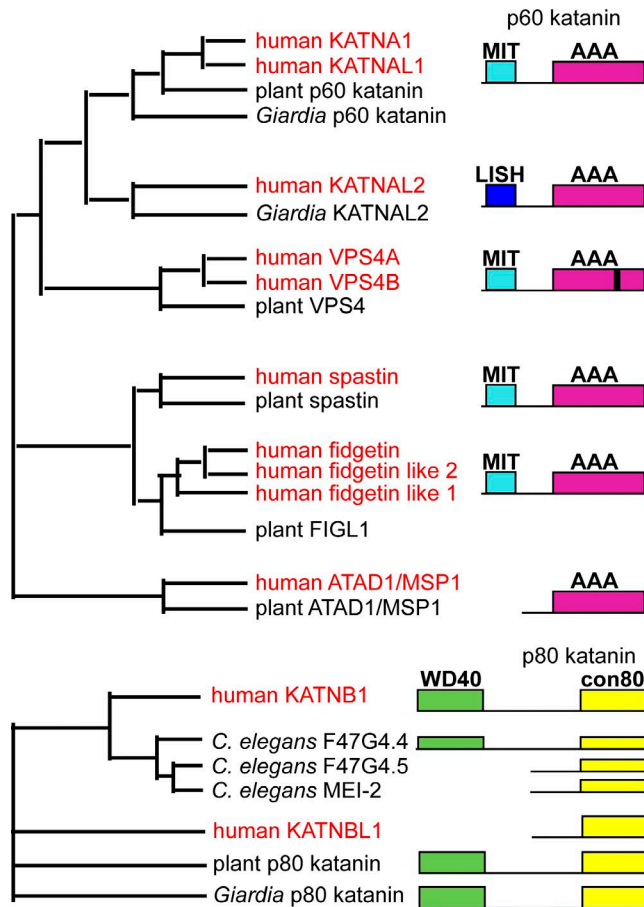 p60 katanin
human KATNA1
MIT AAA
human KATNAL1
plant p60 katanin
Giardia p60 katanin
human KATNAL2
LISH AAA
Giardia KATNAL2
human VPS4A
MIT AAA
human VPS4B
plant VPS4
human spastin
MIT AAA
plant spastin
human fidgetin
human fidgetin like 2
MIT AAA
human fidgetin like 1
plant FIGL1
human ATAD1/MSP1
AAA
plant ATAD1/MSP1
p80 katanin
WD40 con80
human KATNB1
C. elegans F47G4.4
C. elegans F47G4.5
C. elegans MEI-2
human KATNBL1
plant p80 katanin
Giardia p80 katanin